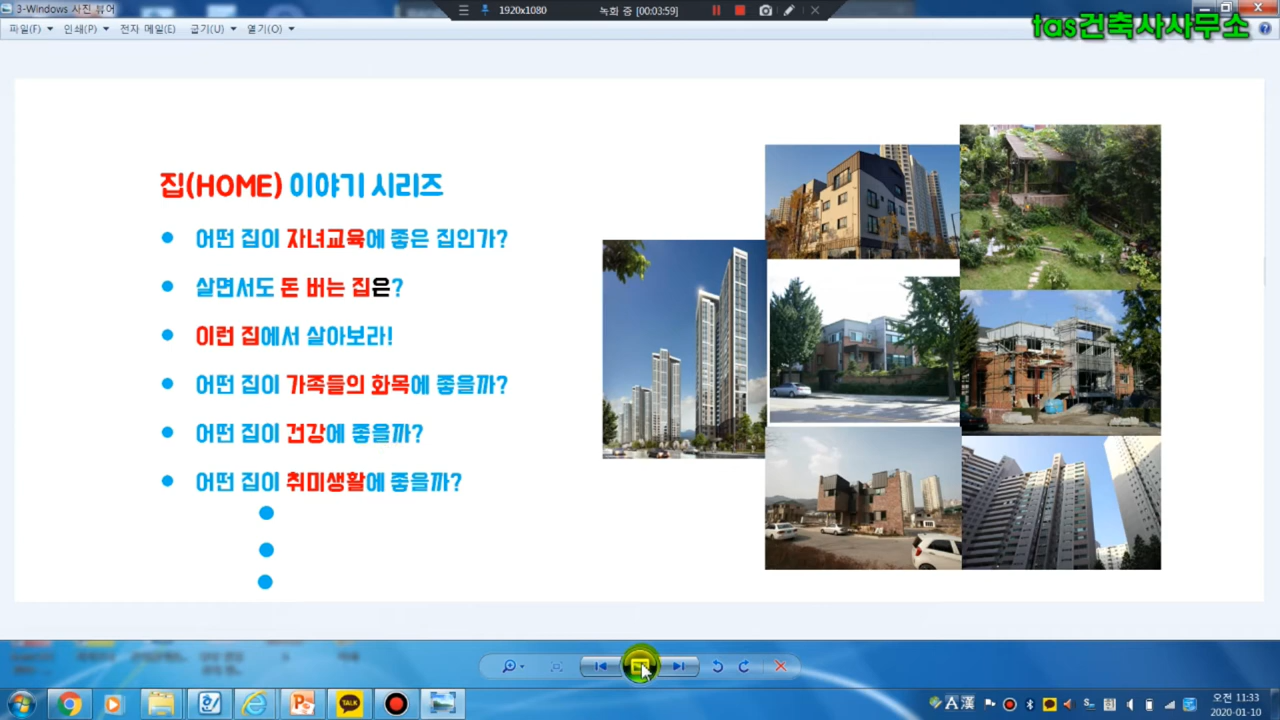 3-Windows 사진 뷰어
1920x1080
녹화 중 [00:03:59]
파일(F) 인쇄(P) 전자 메일(E) 굽기(U) 열기(O)
tas건축사사무소
집(HOME) 이야기 시리즈
어떤 집이 자녀교육에 좋은 집인가?
살면서도 돈 버는 집은?
이런 집에서 살아보라!
어떤 집이 가족들의 화목에 좋을까?
어떤 집이 건강에 좋을까?
어떤 집이 취미생활에 좋을까?
TALK
A漢
오전 11:33
2020-01-10